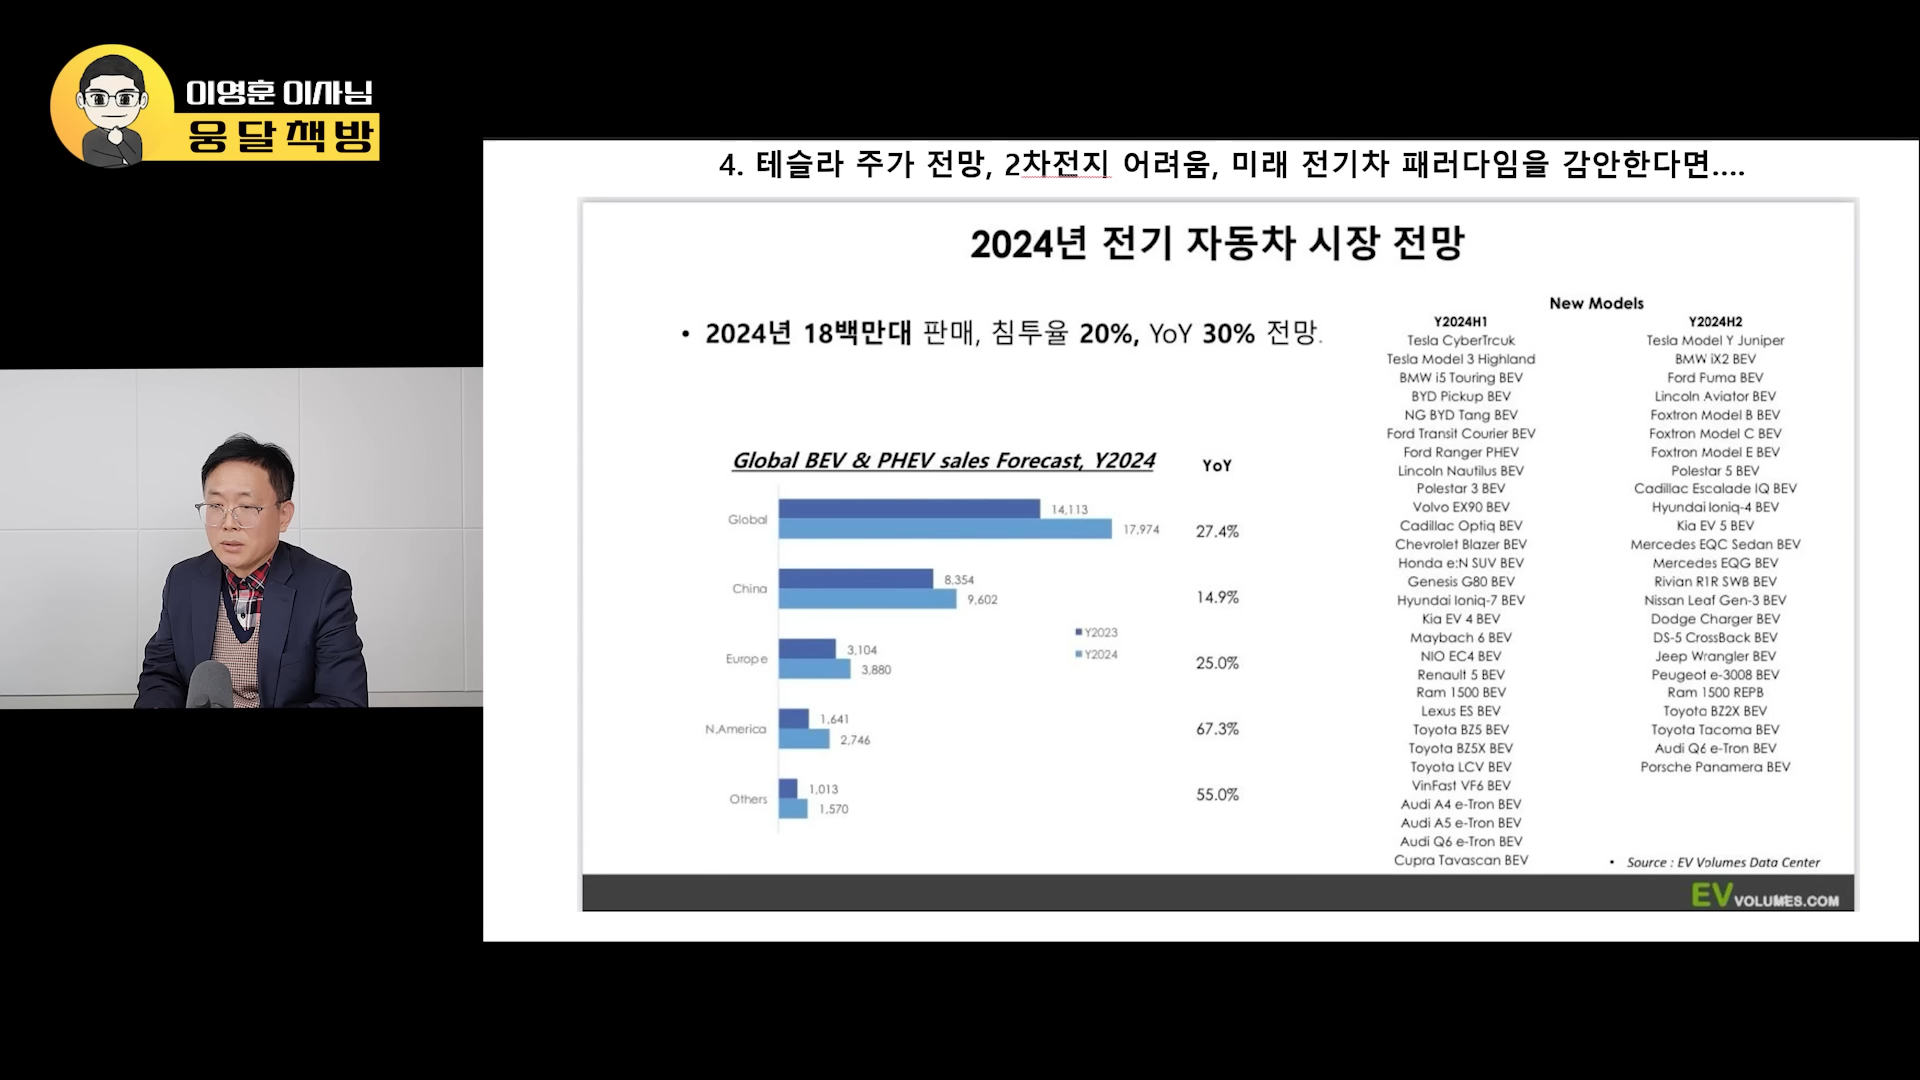 이영훈 이사님
웅달책방
4. 테슬라 주가 전망, 2차전지 어려움, 미래 전기차 패러다임을 감안한다면....
2024년 전기 자동차 시장 전망
• 2024년 18백만대 판매, 침투율 20%, YoY 30% 전망.
Global BEV & PHEV sales Forecast, Y2024
YoY
Global
14,113
17,974
27.4%
China
8,354
9,602
14.9%
Europe
3,104
3,880
25.0%
N,America
1,641
2,746
67.3%
Others
1,013
1,570
55.0%
Y2023
Y2024
New Models
Y2024H1
Tesla CyberTrcuk
Tesla Model 3 Highland
BMW i5 Touring BEV
BYD Pickup BEV
NG BYD Tang BEV
Ford Transit Courier BEV
Ford Ranger PHEV
Lincoln Nautilus BEV
Polestar 3 BEV
Volvo EX90 BEV
Cadillac Optiq BEV
Chevrolet Blazer BEV
Honda e:N SUV BEV
Genesis G80 BEV
Hyundai Ioniq-7 BEV
Kia EV 4 BEV
Maybach 6 BEV
NIO EC4 BEV
Renault 5 BEV
Ram 1500 BEV
Lexus ES BEV
Toyota BZ5 BEV
Toyota BZ5X BEV
Toyota LCV BEV
VinFast VF6 BEV
Audi A4 e-Tron BEV
Audi A5 e-Tron BEV
Audi Q6 e-Tron BEV
Cupra Tavascan BEV
Y2024H2
Tesla Model Y Juniper
BMW iX2 BEV
Ford Puma BEV
Lincoln Aviator BEV
Foxtron Model B BEV
Foxtron Model C BEV
Foxtron Model E BEV
Polestar 5 BEV
Cadillac Escalade IQ BEV
Hyundai Ioniq-4 BEV
Kia EV 5 BEV
Mercedes EQC Sedan BEV
Mercedes EQG BEV
Rivian R1R SWB BEV
Nissan Leaf Gen-3 BEV
Dodge Charger BEV
DS-5 CrossBack BEV
Jeep Wrangler BEV
Peugeot e-3008 BEV
Ram 1500 REPB
Toyota BZ2X BEV
Toyota Tacoma BEV
Audi Q6 e-Tron BEV
Porsche Panamera BEV
• Source : EV Volumes Data Center
EVVOLUMES.COM